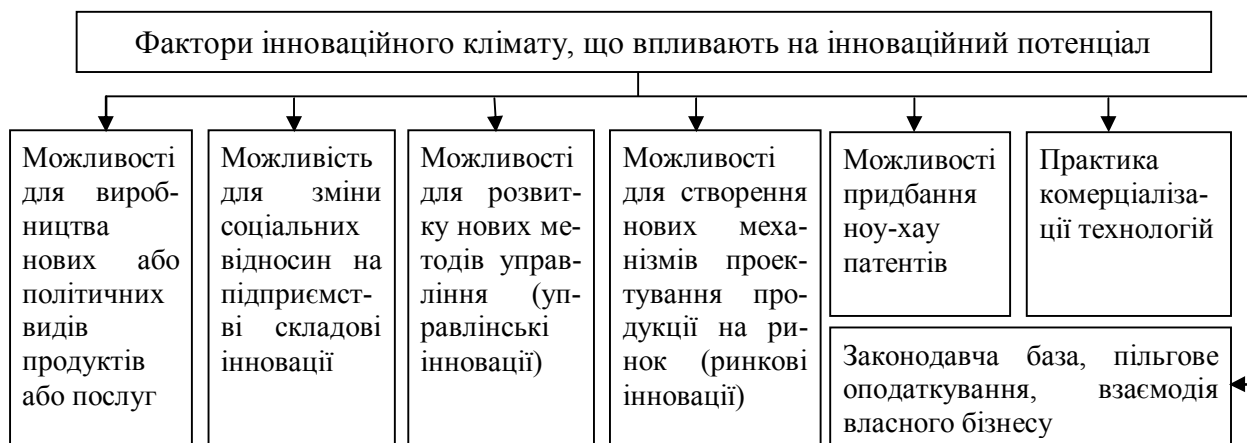 Фактори інноваційного клімату, що впливають на інноваційний потенціал
Можливості
для вироб-
ництва
нових або
політичних
видів
продуктів
або послуг
Можливість
для зміни
соціальних
відносин на
підприємст-
ві складові
інновації
Можливості
для розвит-
ку нових ме-
тодів управ-
ління (уп-
равлінські
інновації)
Можливості
для створення
нових меха-
нізмів проек-
тування про-
дукції на ри-
нок (ринкові
інновації)
Можливості
придбання
ноу-хау
патентів
Практика
комерціаліза-
ції технологій
Законодавча база, пільгове
оподаткування, взаємодія
власного бізнесу